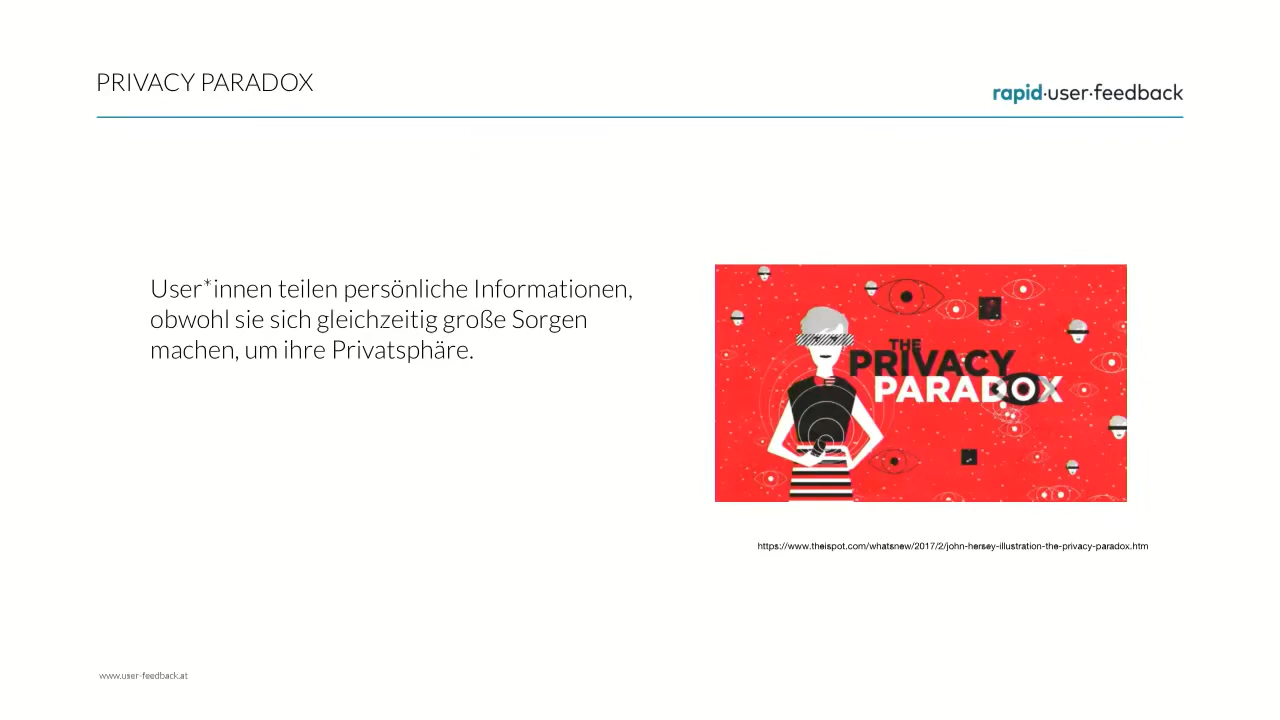 PRIVACY PARADOX
rapid·user·feedback
User*innen teilen persönliche Informationen,
obwohl sie sich gleichzeitig große Sorgen
machen, um ihre Privatsphäre.
THE
PRIVACY
PARADOX
https://www.theispot.com/whatsnew/2017/2/john-hersey-illustration-the-privacy-paradox.htm
www.user-feedback.at